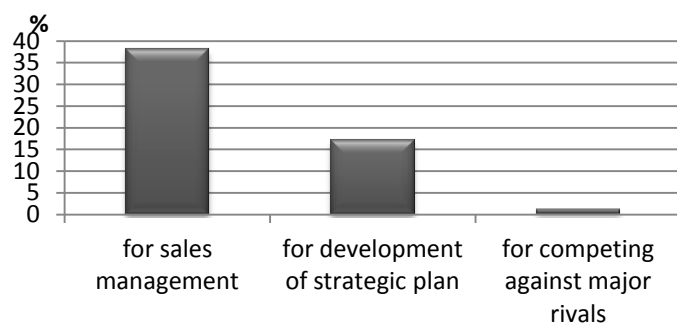 %
40
35
30
25
20
15
10
5
0
for sales
management
for development
of strategic plan
for competing
against major
rivals